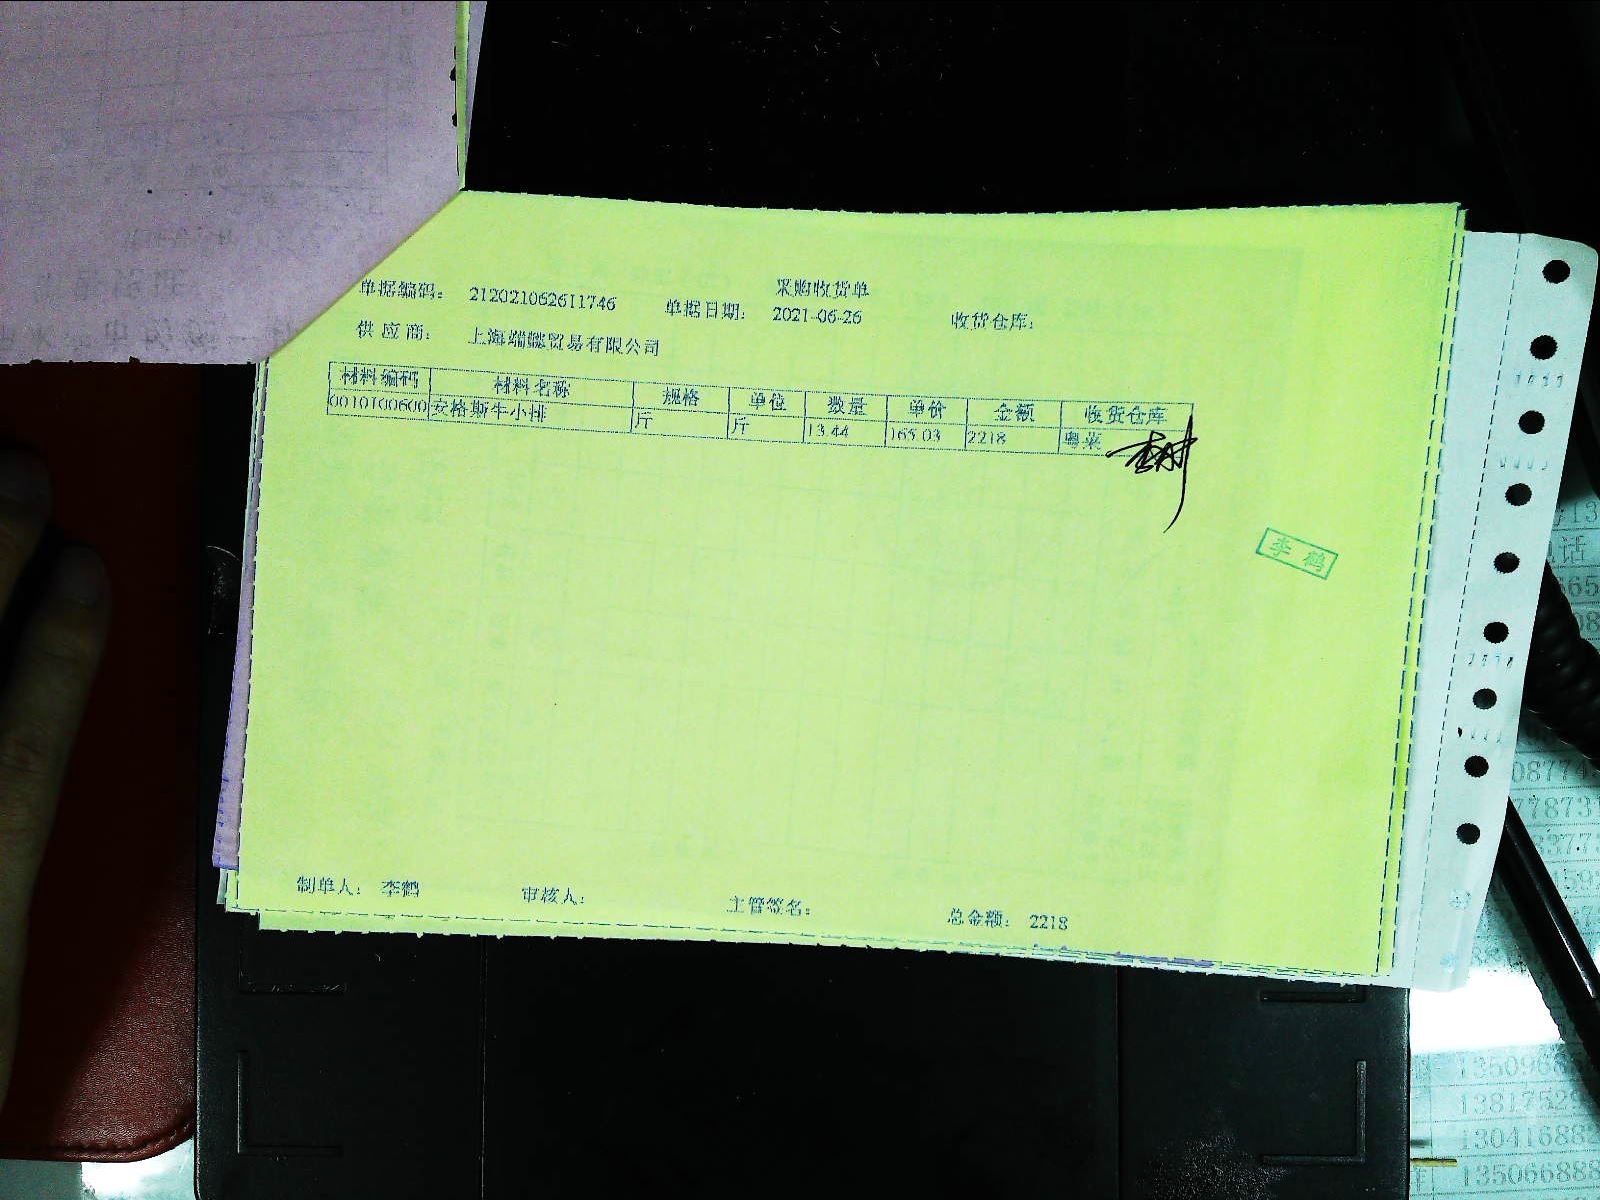 采购收货单
单据编码： 212021062611746 单据日期： 2021-06-26 收货仓库：
供应商： 上海瑞懿贸易有限公司
材料编码 材料名称 规格 单位 数量 单价 金额 收货仓库
0010100600 安格斯牛小排 斤 斤 13.44 165.03 2218 粤菜
李鹤
制单人： 李鹤 审核人： 主管签名： 总金额： 2218